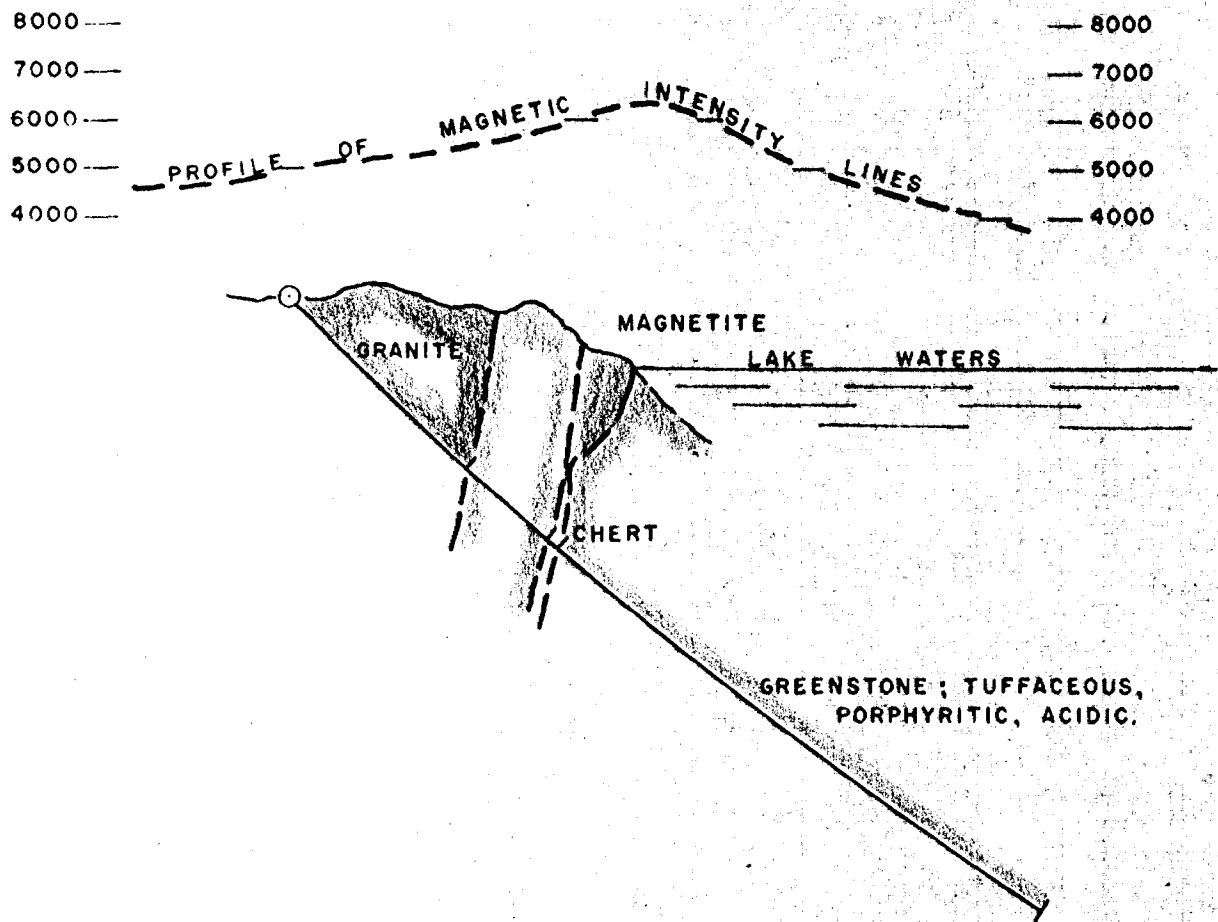 8000
7000
6000
5000
4000
8000
7000
6000
5000
4000
PROFILE OF MAGNETIC INTENSITY LINES
MAGNETITE
GRANITE
LAKE WATERS
CHERT
GREENSTONE; TUFFACEOUS,
PORPHYRITIC, ACIDIC.